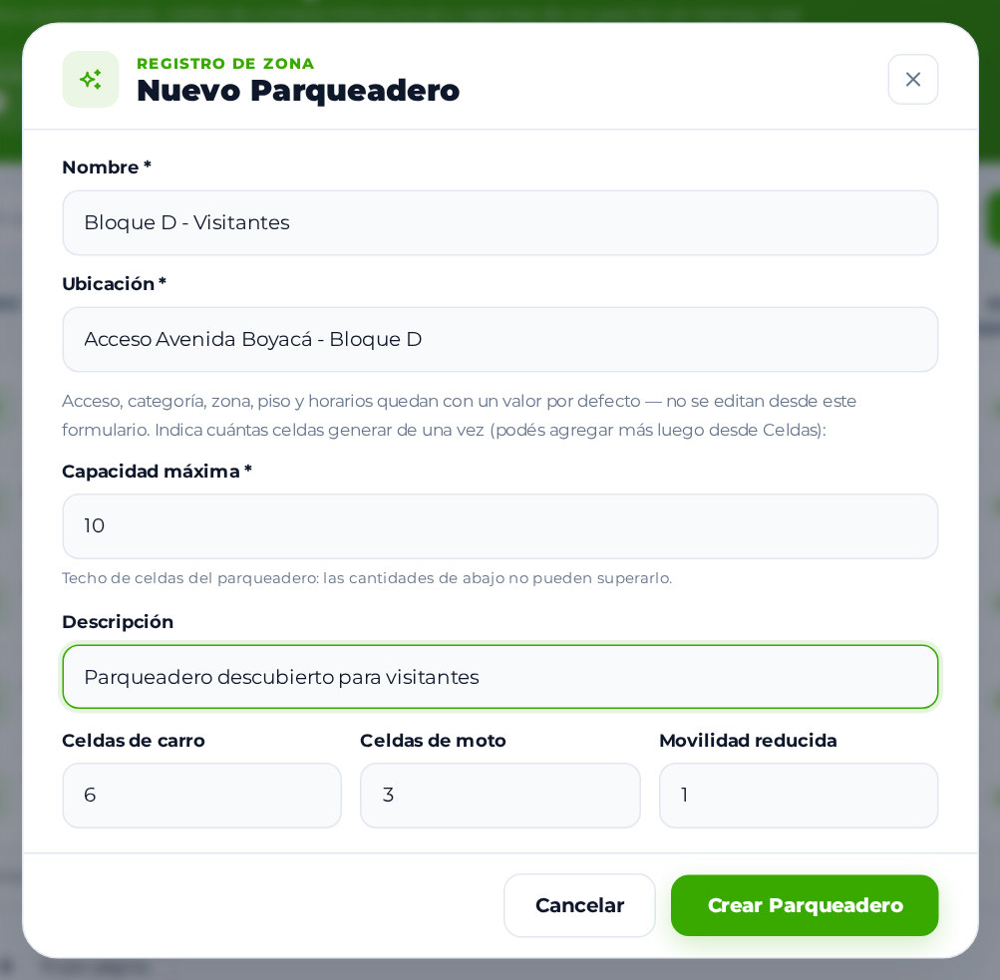 REGISTRO DE ZONA
Nuevo Parqueadero
Nombre *
Bloque D - Visitantes
Ubicación *
Acceso Avenida Boyacá - Bloque D
Acceso, categoría, zona, piso y horarios quedan con un valor por defecto — no se editan desde este
formulario. Indica cuántas celdas generar de una vez (podés agregar más luego desde Celdas):
Capacidad máxima *
10
Techo de celdas del parqueadero: las cantidades de abajo no pueden superarlo.
Descripción
Parqueadero descubierto para visitantes
Celdas de carro Celdas de moto Movilidad reducida
6 3 1
Cancelar Crear Parqueadero